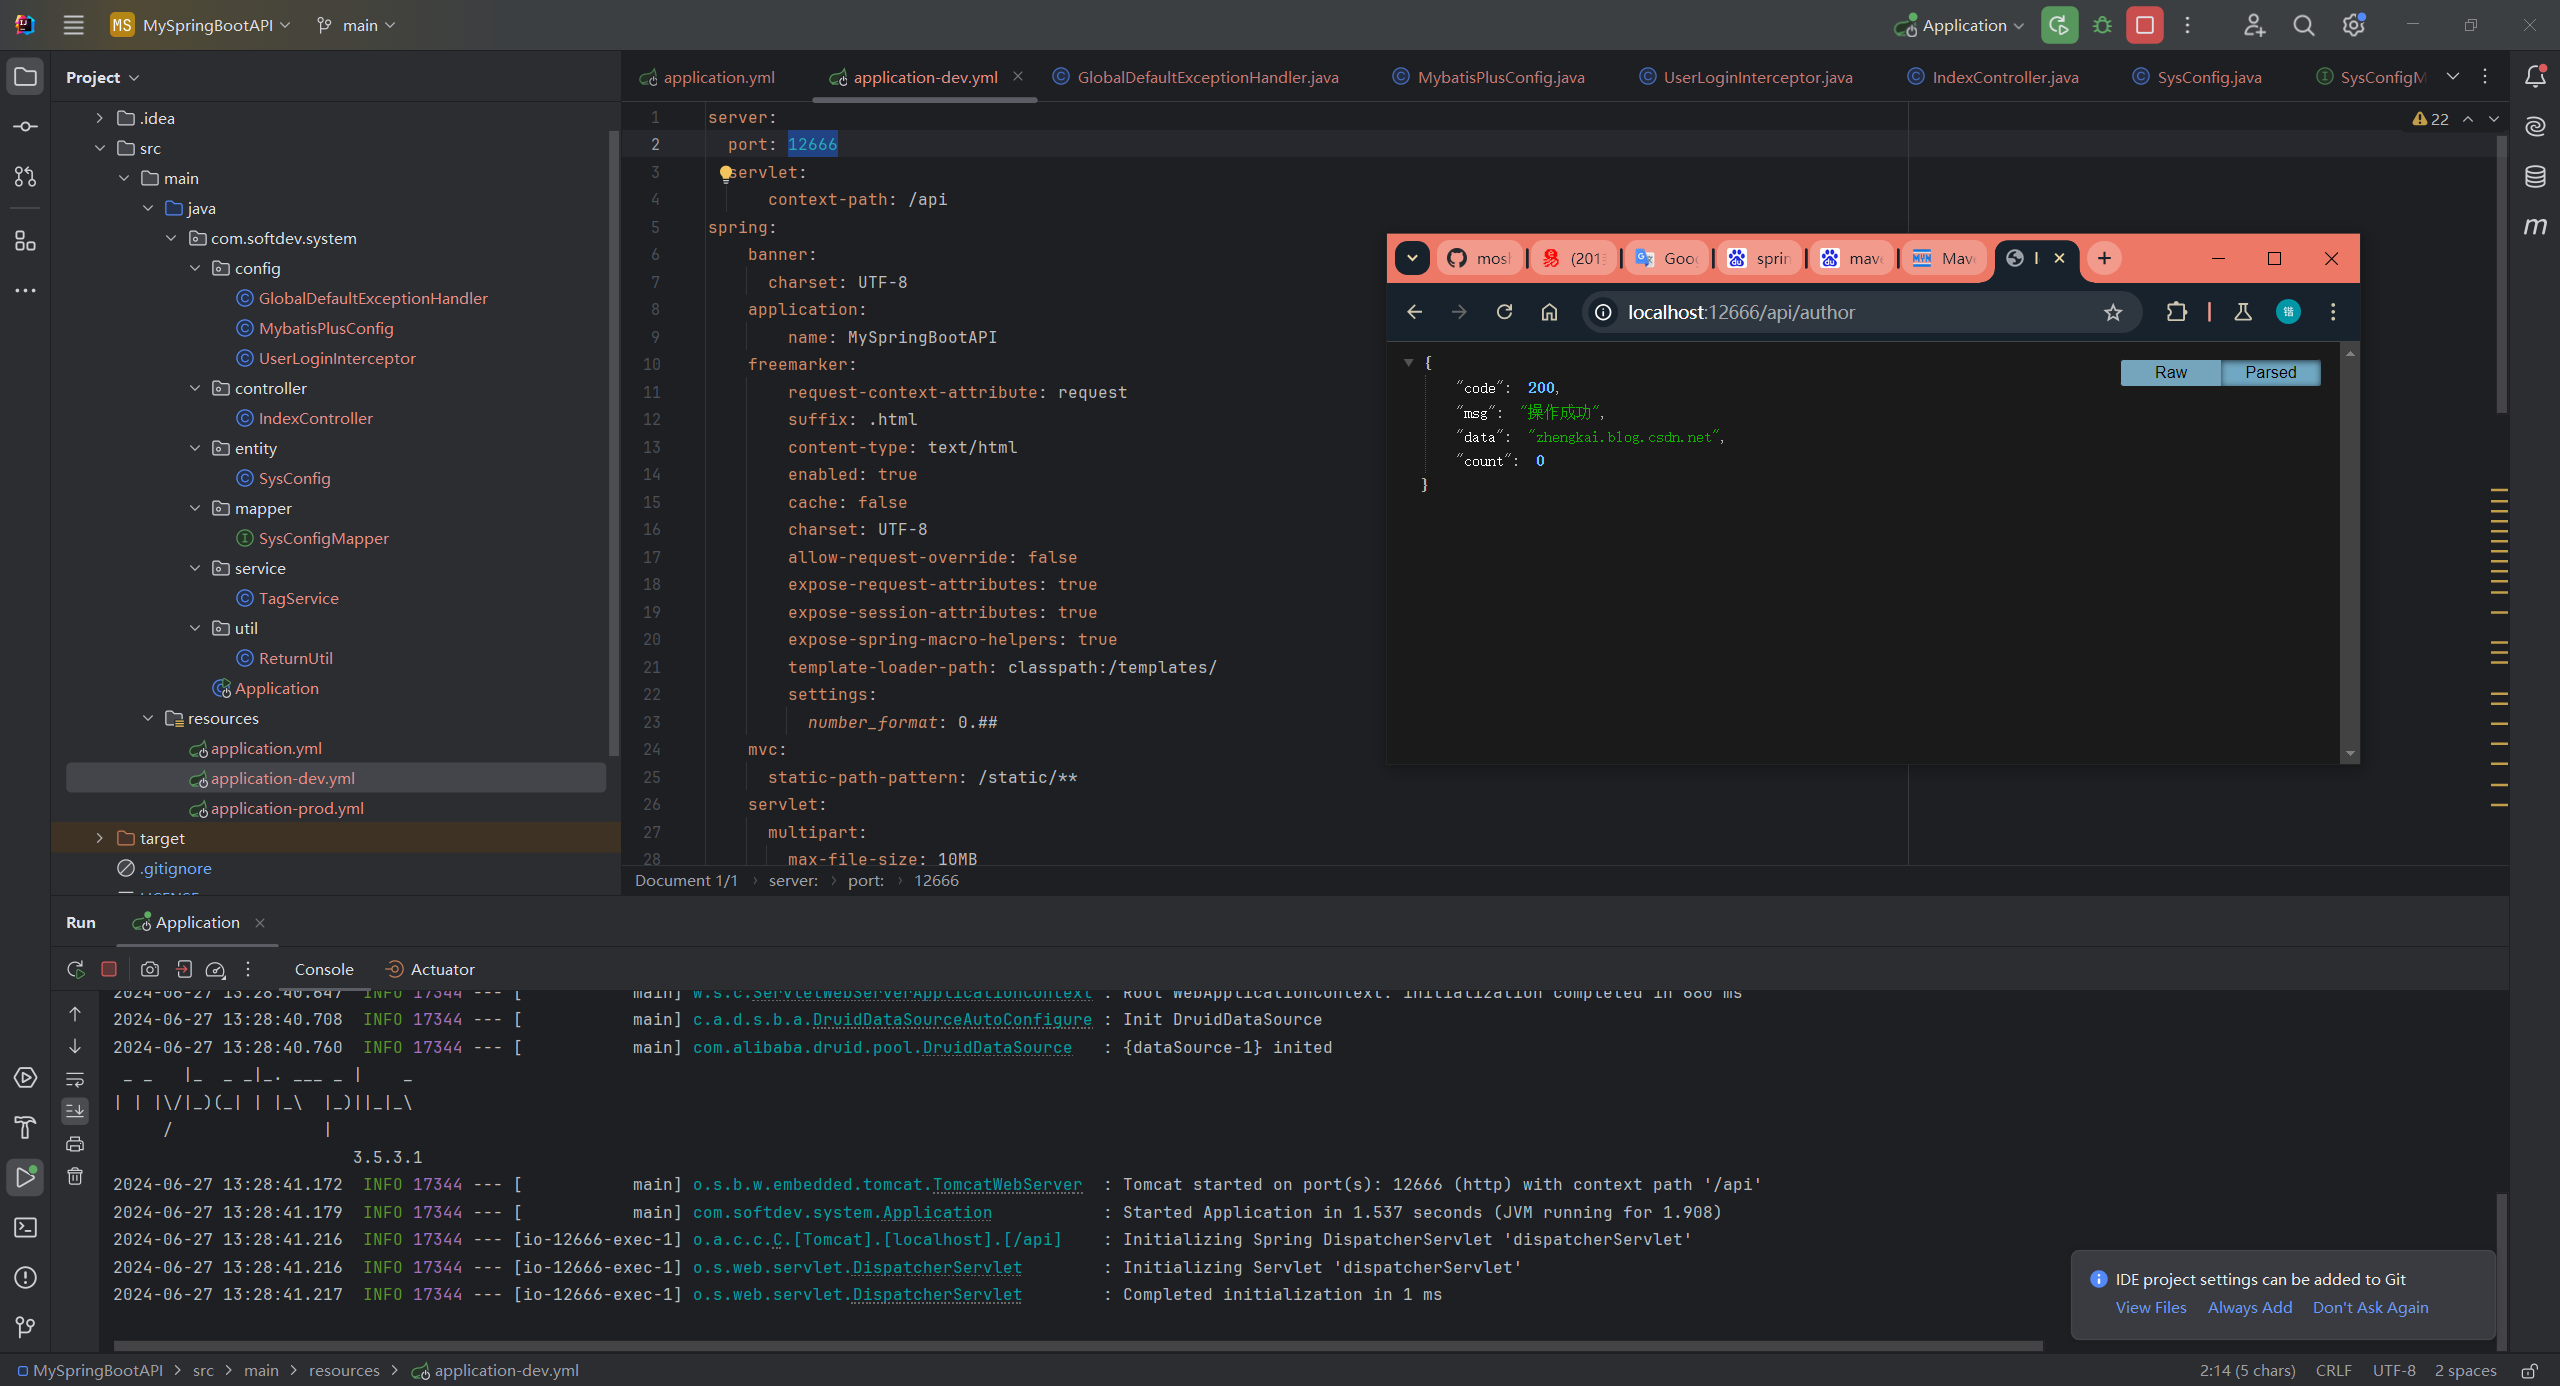 MS MySpringBootAPI main Application
Project
.idea
src
main
java
com.softdev.system
config
GlobalDefaultExceptionHandler
MybatisPlusConfig
UserLoginInterceptor
controller
IndexController
entity
SysConfig
mapper
SysConfigMapper
service
TagService
util
ReturnUtil
Application
resources
application.yml
application-dev.yml
application-prod.yml
target
.gitignore
application.yml application-dev.yml GlobalDefaultExceptionHandler.java MybatisPlusConfig.java UserLoginInterceptor.java IndexController.java SysConfig.java SysConfigM
22
1 server:
2 port: 12666
3 servlet:
4 context-path: /api
5 spring:
6 banner:
7 charset: UTF-8
8 application:
9 name: MySpringBootAPI
10 freemarker:
11 request-context-attribute: request
12 suffix: .html
13 content-type: text/html
14 enabled: true
15 cache: false
16 charset: UTF-8
17 allow-request-override: false
18 expose-request-attributes: true
19 expose-session-attributes: true
20 expose-spring-macro-helpers: true
21 template-loader-path: classpath:/templates/
22 settings:
23 number_format: 0.##
24 mvc:
25 static-path-pattern: /static/**
26 servlet:
27 multipart:
28 max-file-size: 10MB
Document 1/1 › server: › port: › 12666
mosl (201 Goo sprin mav Mav
localhost:12666/api/author
Raw Parsed
{
"code": 200,
"msg": "操作成功",
"data": "zhengkai.blog.csdn.net",
"count": 0
}
Run Application
Console Actuator
2024-06-27 13:28:40.647 INFO 17344 --- [ main] w.s.c.ServletWebServerApplicationContext : Root WebApplicationContext: initialization completed in 680 ms
2024-06-27 13:28:40.708 INFO 17344 --- [ main] c.a.d.s.b.a.DruidDataSourceAutoConfigure : Init DruidDataSource
2024-06-27 13:28:40.760 INFO 17344 --- [ main] com.alibaba.druid.pool.DruidDataSource : {dataSource-1} inited
_ _   |_  _ _|_. ___ _ |    _
| | |\/|_)(_| | |_\  |_)||_|_\
     /               |
3.5.3.1
2024-06-27 13:28:41.172 INFO 17344 --- [ main] o.s.b.w.embedded.tomcat.TomcatWebServer : Tomcat started on port(s): 12666 (http) with context path '/api'
2024-06-27 13:28:41.179 INFO 17344 --- [ main] com.softdev.system.Application : Started Application in 1.537 seconds (JVM running for 1.908)
2024-06-27 13:28:41.216 INFO 17344 --- [io-12666-exec-1] o.a.c.c.C.[Tomcat].[localhost].[/api] : Initializing Spring DispatcherServlet 'dispatcherServlet'
2024-06-27 13:28:41.216 INFO 17344 --- [io-12666-exec-1] o.s.web.servlet.DispatcherServlet : Initializing Servlet 'dispatcherServlet'
2024-06-27 13:28:41.217 INFO 17344 --- [io-12666-exec-1] o.s.web.servlet.DispatcherServlet : Completed initialization in 1 ms
IDE project settings can be added to Git
View Files Always Add Don't Ask Again
MySpringBootAPI > src > main > resources > application-dev.yml
2:14 (5 chars) CRLF UTF-8 2 spaces